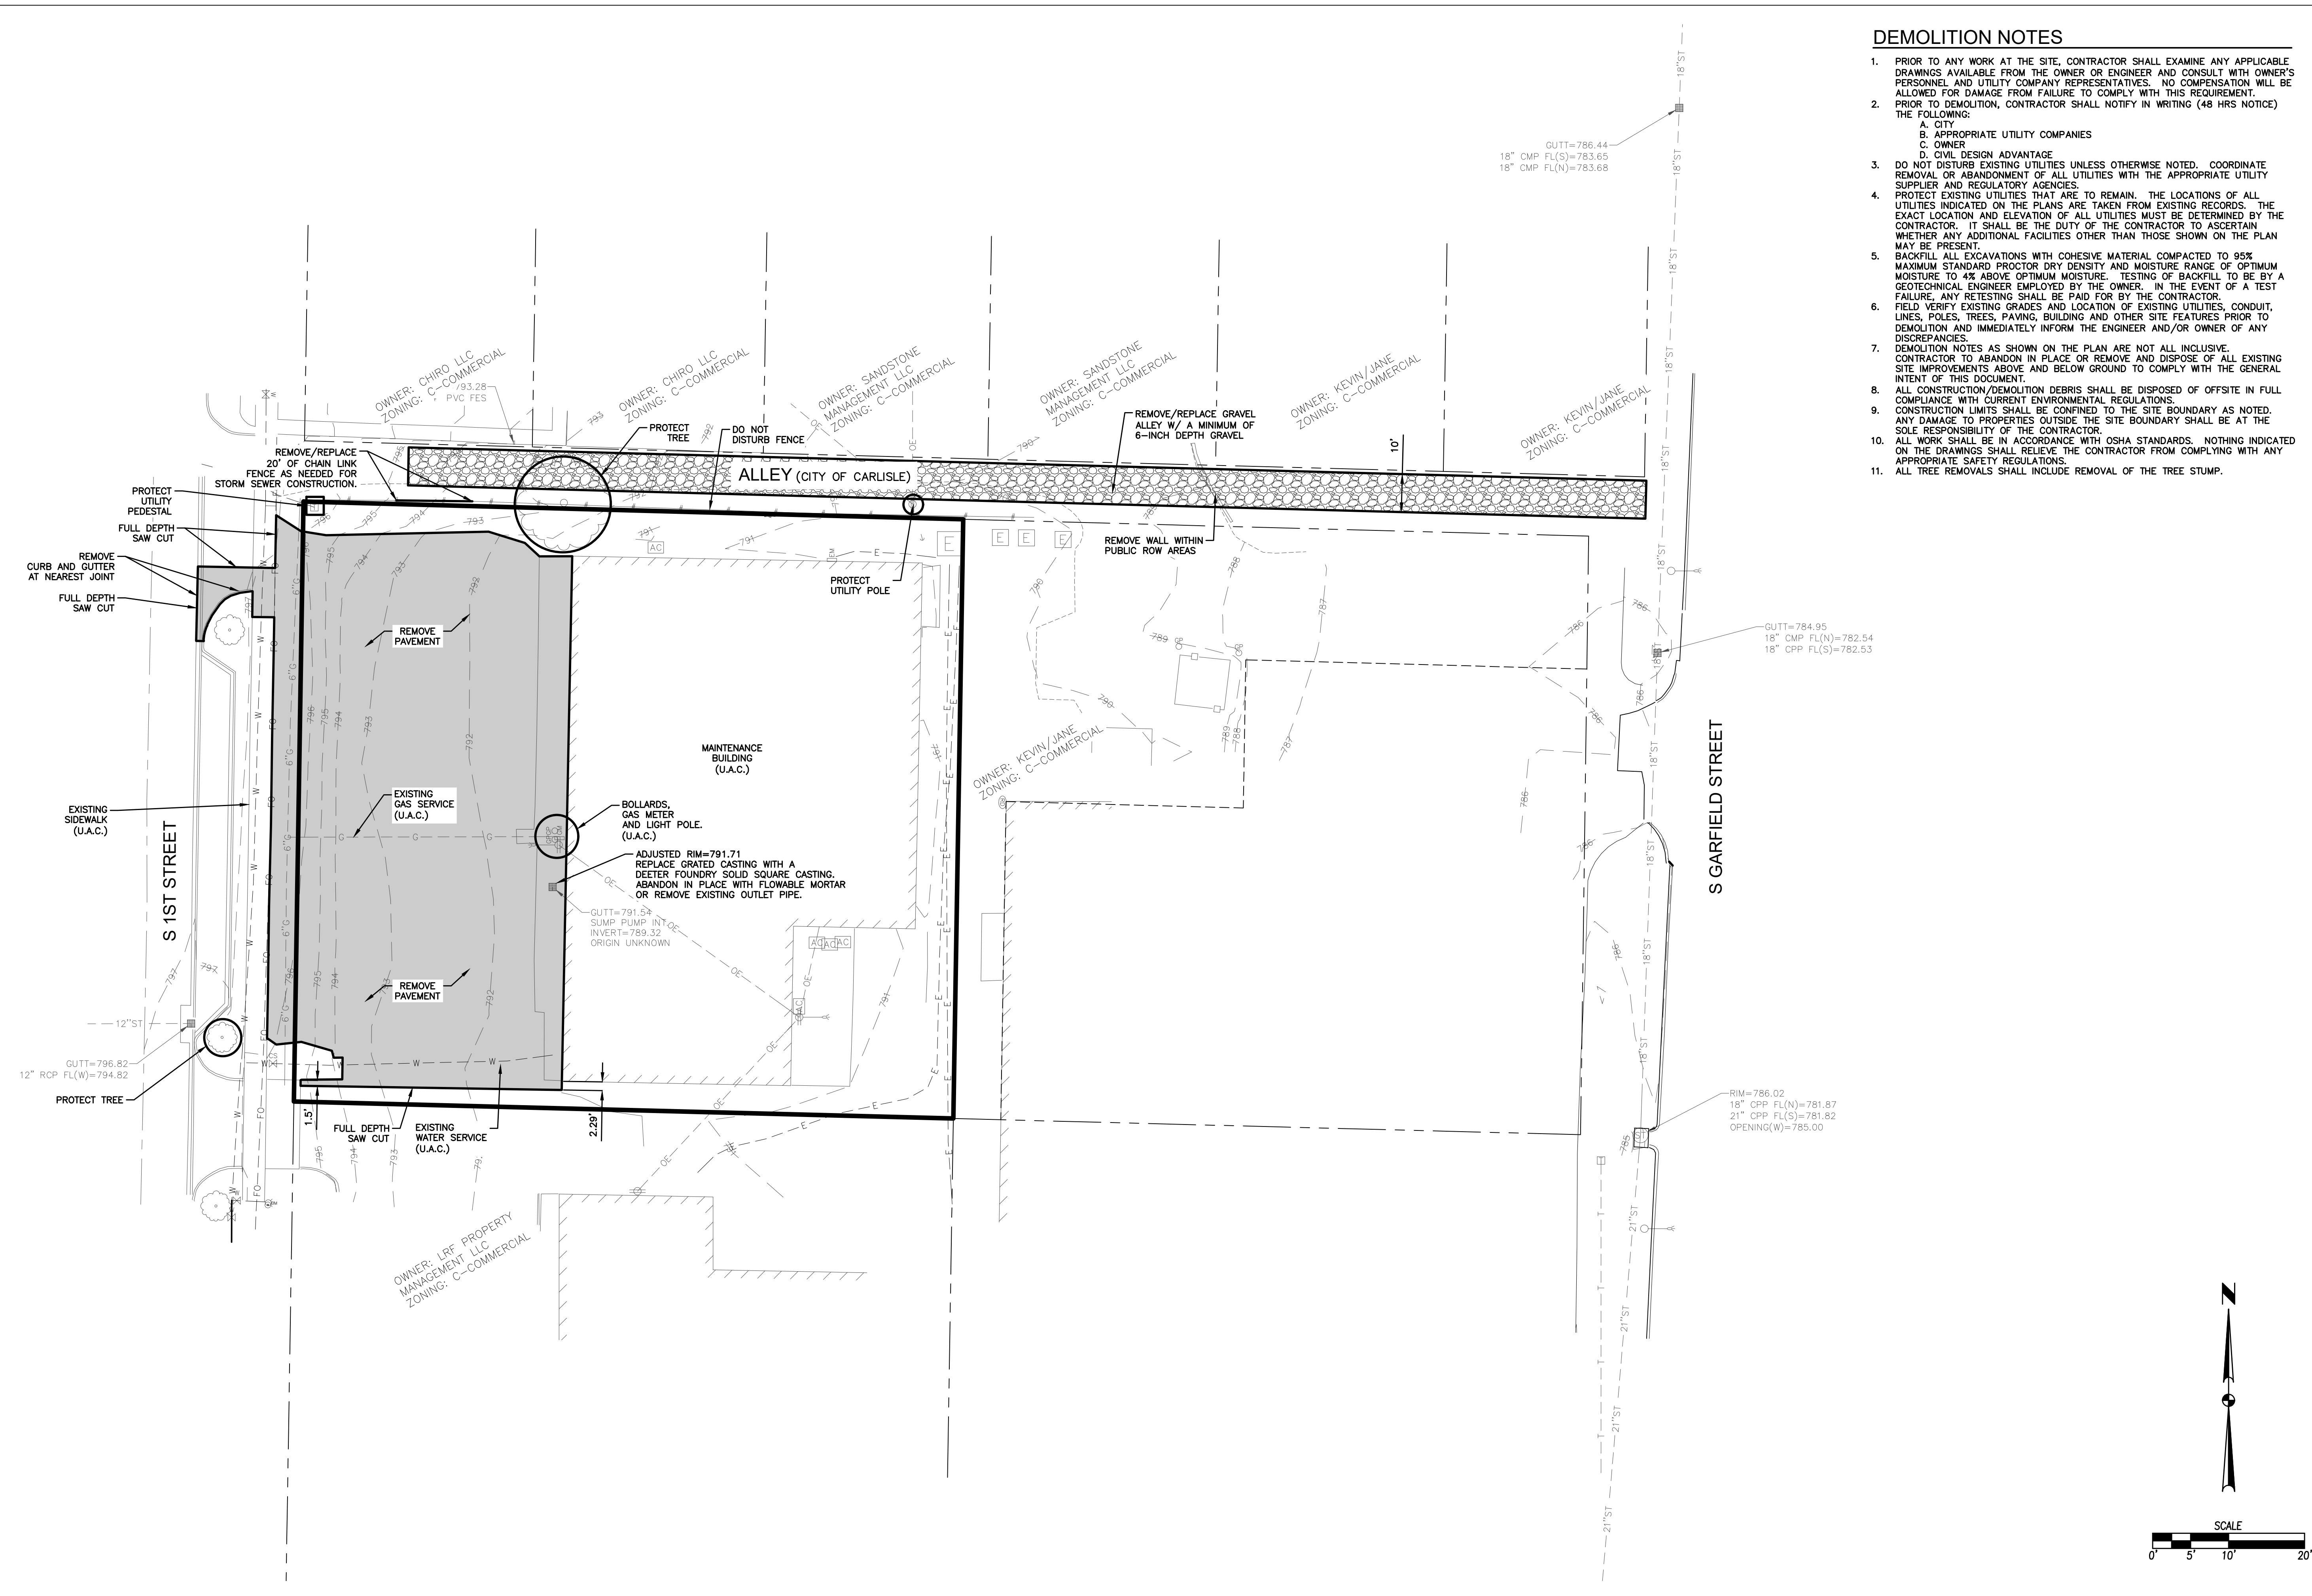 DEMOLITION NOTES
1. PRIOR TO ANY WORK AT THE SITE, CONTRACTOR SHALL EXAMINE ANY APPLICABLE
DRAWINGS AVAILABLE FROM THE OWNER OR ENGINEER AND CONSULT WITH OWNER'S
PERSONNEL AND UTILITY COMPANY REPRESENTATIVES. NO COMPENSATION WILL BE
ALLOWED FOR DAMAGE FROM FAILURE TO COMPLY WITH THIS REQUIREMENT.
2. PRIOR TO DEMOLITION, CONTRACTOR SHALL NOTIFY IN WRITING (48 HRS NOTICE)
THE FOLLOWING:
A. CITY
B. APPROPRIATE UTILITY COMPANIES
C. OWNER
D. CIVIL DESIGN ADVANTAGE
3. DO NOT DISTURB EXISTING UTILITIES UNLESS OTHERWISE NOTED. COORDINATE
REMOVAL OR ABANDONMENT OF ALL UTILITIES WITH THE APPROPRIATE UTILITY
SUPPLIER AND REGULATORY AGENCIES.
4. PROTECT EXISTING UTILITIES THAT ARE TO REMAIN. THE LOCATIONS OF ALL
UTILITIES INDICATED ON THE PLANS ARE TAKEN FROM EXISTING RECORDS. THE
EXACT LOCATION AND ELEVATION OF ALL UTILITIES MUST BE DETERMINED BY THE
CONTRACTOR. IT SHALL BE THE DUTY OF THE CONTRACTOR TO ASCERTAIN
WHETHER ANY ADDITIONAL FACILITIES OTHER THAN THOSE SHOWN ON THE PLAN
MAY BE PRESENT.
5. BACKFILL ALL EXCAVATIONS WITH COHESIVE MATERIAL COMPACTED TO 95%
MAXIMUM STANDARD PROCTOR DRY DENSITY AND MOISTURE RANGE OF OPTIMUM
MOISTURE TO 4% ABOVE OPTIMUM MOISTURE. TESTING OF BACKFILL TO BE BY A
GEOTECHNICAL ENGINEER EMPLOYED BY THE OWNER. IN THE EVENT OF A TEST
FAILURE, ANY RETESTING SHALL BE PAID FOR BY THE CONTRACTOR.
6. FIELD VERIFY EXISTING GRADES AND LOCATION OF EXISTING UTILITIES, CONDUIT,
LINES, POLES, TREES, PAVING, BUILDING AND OTHER SITE FEATURES PRIOR TO
DEMOLITION AND IMMEDIATELY INFORM THE ENGINEER AND/OR OWNER OF ANY
DISCREPANCIES.
7. DEMOLITION NOTES AS SHOWN ON THE PLAN ARE NOT ALL INCLUSIVE.
CONTRACTOR TO ABANDON IN PLACE OR REMOVE AND DISPOSE OF ALL EXISTING
SITE IMPROVEMENTS ABOVE AND BELOW GROUND TO COMPLY WITH THE GENERAL
INTENT OF THIS DOCUMENT.
8. ALL CONSTRUCTION/DEMOLITION DEBRIS SHALL BE DISPOSED OF OFFSITE IN FULL
COMPLIANCE WITH CURRENT ENVIRONMENTAL REGULATIONS.
9. CONSTRUCTION LIMITS SHALL BE CONFINED TO THE SITE BOUNDARY AS NOTED.
ANY DAMAGE TO PROPERTIES OUTSIDE THE SITE BOUNDARY SHALL BE AT THE
SOLE RESPONSIBILITY OF THE CONTRACTOR.
10. ALL WORK SHALL BE IN ACCORDANCE WITH OSHA STANDARDS. NOTHING INDICATED
ON THE DRAWINGS SHALL RELIEVE THE CONTRACTOR FROM COMPLYING WITH ANY
APPROPRIATE SAFETY REGULATIONS.
11. ALL TREE REMOVALS SHALL INCLUDE REMOVAL OF THE TREE STUMP.
GUTT=786.44
18" CMP FL(S)=783.65
18" CMP FL(N)=783.68
OWNER: CHIRO LLC
ZONING: C-COMMERCIAL
PVC FES
OWNER: CHIRO LLC
ZONING: C-COMMERCIAL
OWNER: SANDSTONE
MANAGEMENT LLC
ZONING: C-COMMERCIAL
OWNER: SANDSTONE
MANAGEMENT LLC
ZONING: C-COMMERCIAL
OWNER: KEVIN/JANE
ZONING: C-COMMERCIAL
OWNER: KEVIN/JANE
ZONING: C-COMMERCIAL
REMOVE/REPLACE
20' OF CHAIN LINK
FENCE AS NEEDED FOR
STORM SEWER CONSTRUCTION.
PROTECT
TREE
DO NOT
DISTURB FENCE
REMOVE/REPLACE GRAVEL
ALLEY W/ A MINIMUM OF
6-INCH DEPTH GRAVEL
10'
ALLEY (CITY OF CARLISLE)
PROTECT
UTILITY
PEDESTAL
FULL DEPTH
SAW CUT
REMOVE
CURB AND GUTTER
AT NEAREST JOINT
FULL DEPTH
SAW CUT
REMOVE WALL WITHIN
PUBLIC ROW AREAS
PROTECT
UTILITY POLE
REMOVE
PAVEMENT
GUTT=784.95
18" CMP FL(N)=782.54
18" CPP FL(S)=782.53
MAINTENANCE
BUILDING
(U.A.C.)
OWNER: KEVIN/JANE
ZONING: C-COMMERCIAL
S GARFIELD STREET
EXISTING
SIDEWALK
(U.A.C.)
S 1ST STREET
EXISTING
GAS SERVICE
(U.A.C.)
BOLLARDS,
GAS METER
AND LIGHT POLE.
(U.A.C.)
ADJUSTED RIM=791.71
REPLACE GRATED CASTING WITH A
DEETER FOUNDRY SOLID SQUARE CASTING.
ABANDON IN PLACE WITH FLOWABLE MORTAR
OR REMOVE EXISTING OUTLET PIPE.
GUTT=791.54
SUMP PUMP INT
INVERT=789.32
ORIGIN UNKNOWN
REMOVE
PAVEMENT
12"ST
GUTT=796.82
12" RCP FL(W)=794.82
PROTECT TREE
1.5'
FULL DEPTH
SAW CUT
EXISTING
WATER SERVICE
(U.A.C.)
2.29'
RIM=786.02
18" CPP FL(N)=781.87
21" CPP FL(S)=781.82
OPENING(W)=785.00
OWNER: LRF PROPERTY
MANAGEMENT LLC
ZONING: C-COMMERCIAL
N
SCALE
0' 5' 10' 20'